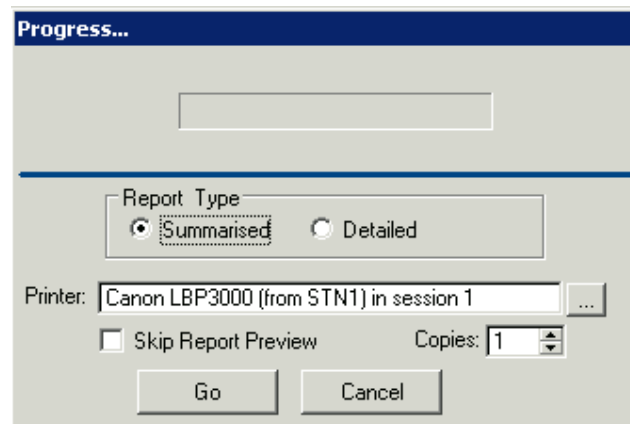 Progress...
Report Type
Summarised Detailed
Printer: Canon LBP3000 (from STN1) in session 1 ...
Skip Report Preview Copies: 1
Go Cancel